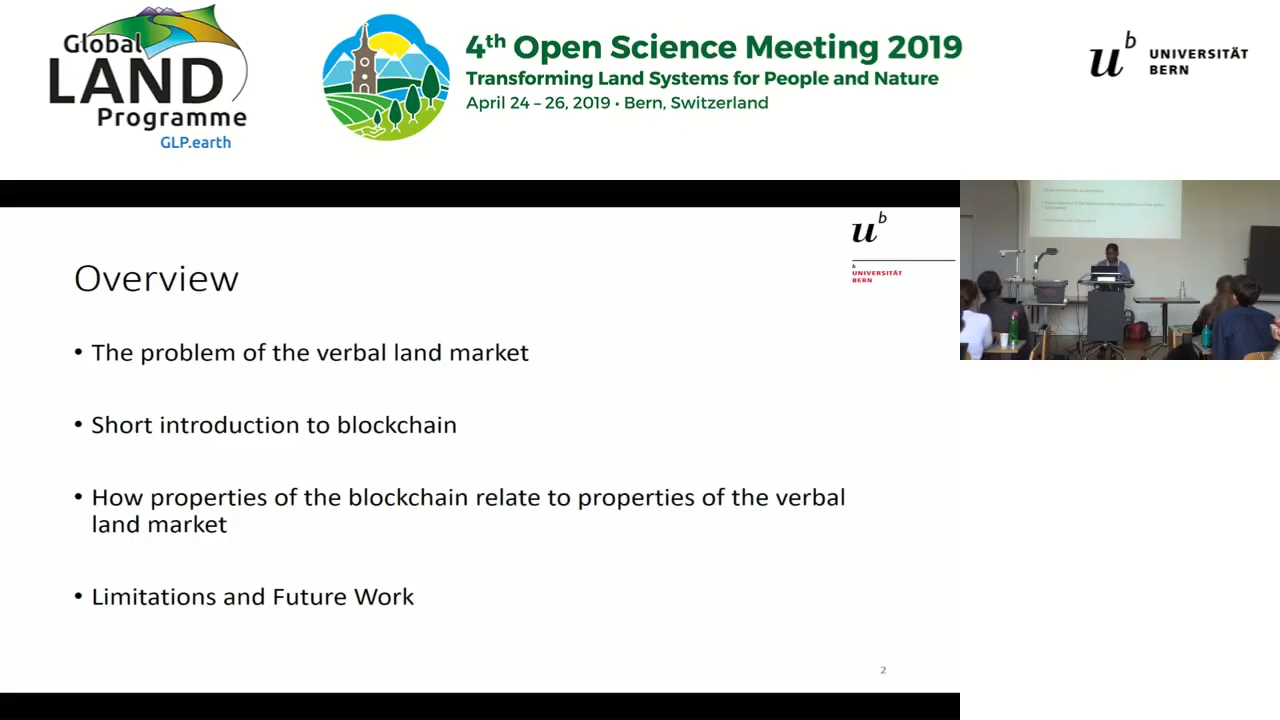 Global
LAND
Programme
GLP.earth
4th Open Science Meeting 2019
Transforming Land Systems for People and Nature
April 24 – 26, 2019 • Bern, Switzerland
u b
UNIVERSITÄT
BERN
u b
b
UNIVERSITÄT
BERN
Overview
• The problem of the verbal land market
• Short introduction to blockchain
• How properties of the blockchain relate to properties of the verbal
land market
• Limitations and Future Work
2